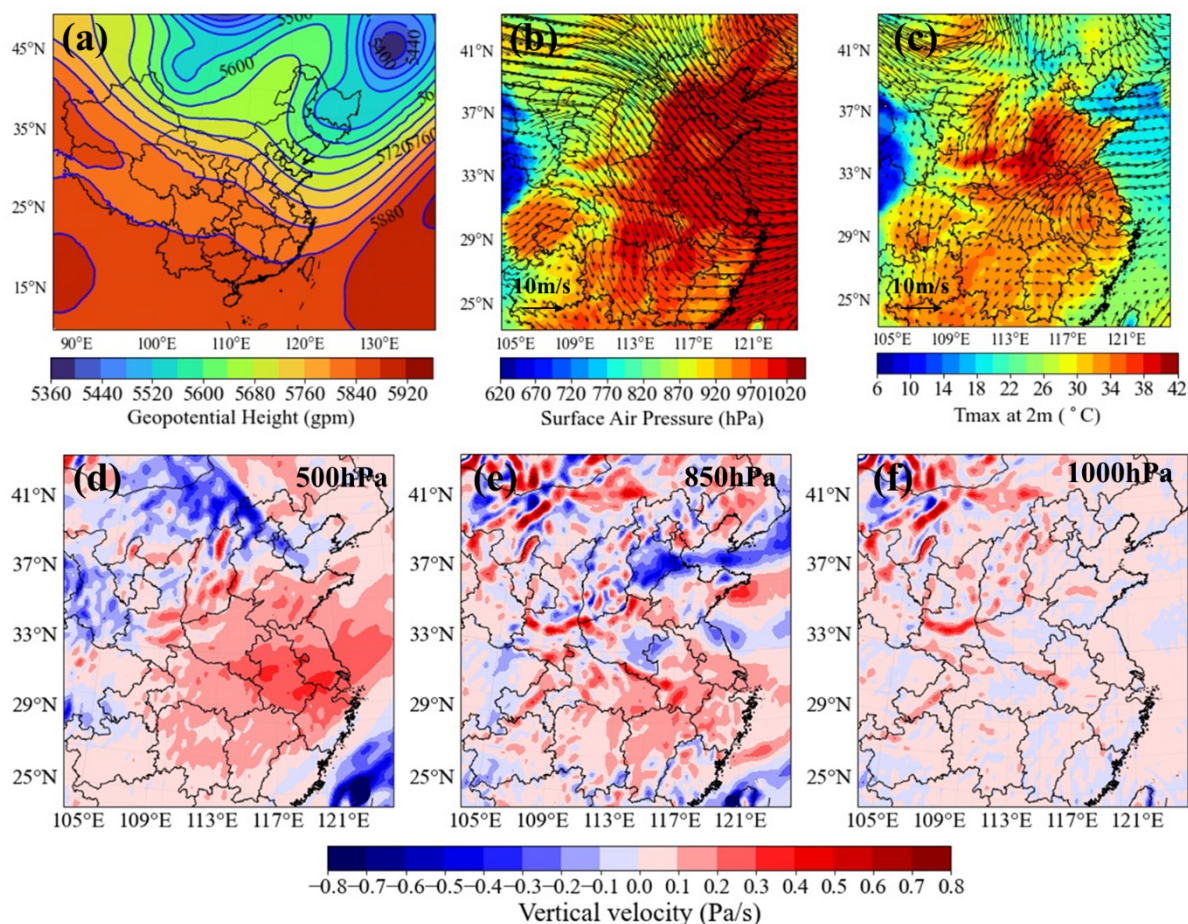 (a)
(b)
(c)
45°N
35°N
25°N
15°N
5500
5400
5440
5600
5720
5760
5880
90°E 100°E 110°E 120°E 130°E
41°N
37°N
33°N
29°N
25°N
10m/s
105°E 109°E 113°E 117°E 121°E
41°N
37°N
33°N
29°N
25°N
10m/s
105°E 109°E 113°E 117°E 121°E
5360 5440 5520 5600 5680 5760 5840 5920
Geopotential Height (gpm)
620 670 720 770 820 870 920 970 1020
Surface Air Pressure (hPa)
6 10 14 18 22 26 30 34 38 42
Tmax at 2m (°C)
(d) 500hPa
41°N
37°N
33°N
29°N
25°N
105°E 109°E 113°E 117°E 121°E
(e) 850hPa
41°N
37°N
33°N
29°N
25°N
105°E 109°E 113°E 117°E 121°E
(f) 1000hPa
41°N
37°N
33°N
29°N
25°N
105°E 109°E 113°E 117°E 121°E
−0.8 −0.7 −0.6 −0.5 −0.4 −0.3 −0.2 −0.1 0.0 0.1 0.2 0.3 0.4 0.5 0.6 0.7 0.8
Vertical velocity (Pa/s)